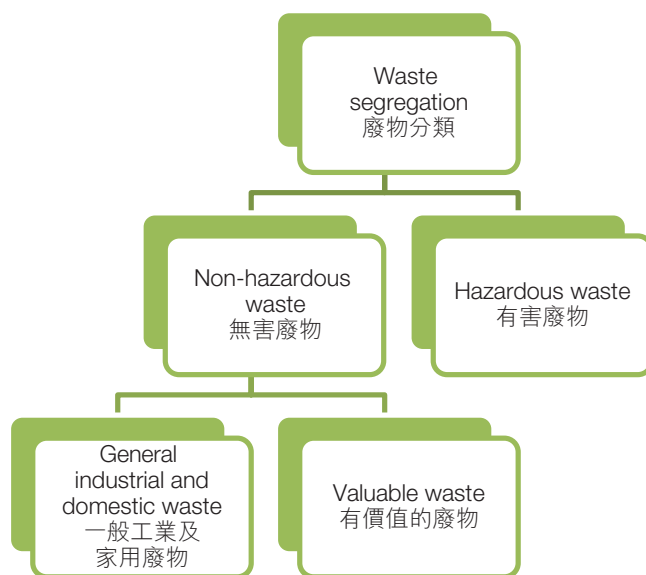 Waste
segregation
廢物分類
Non-hazardous
waste
無害廢物
Hazardous waste
有害廢物
General
industrial and
domestic waste
一般工業及
家用廢物
Valuable waste
有價值的廢物